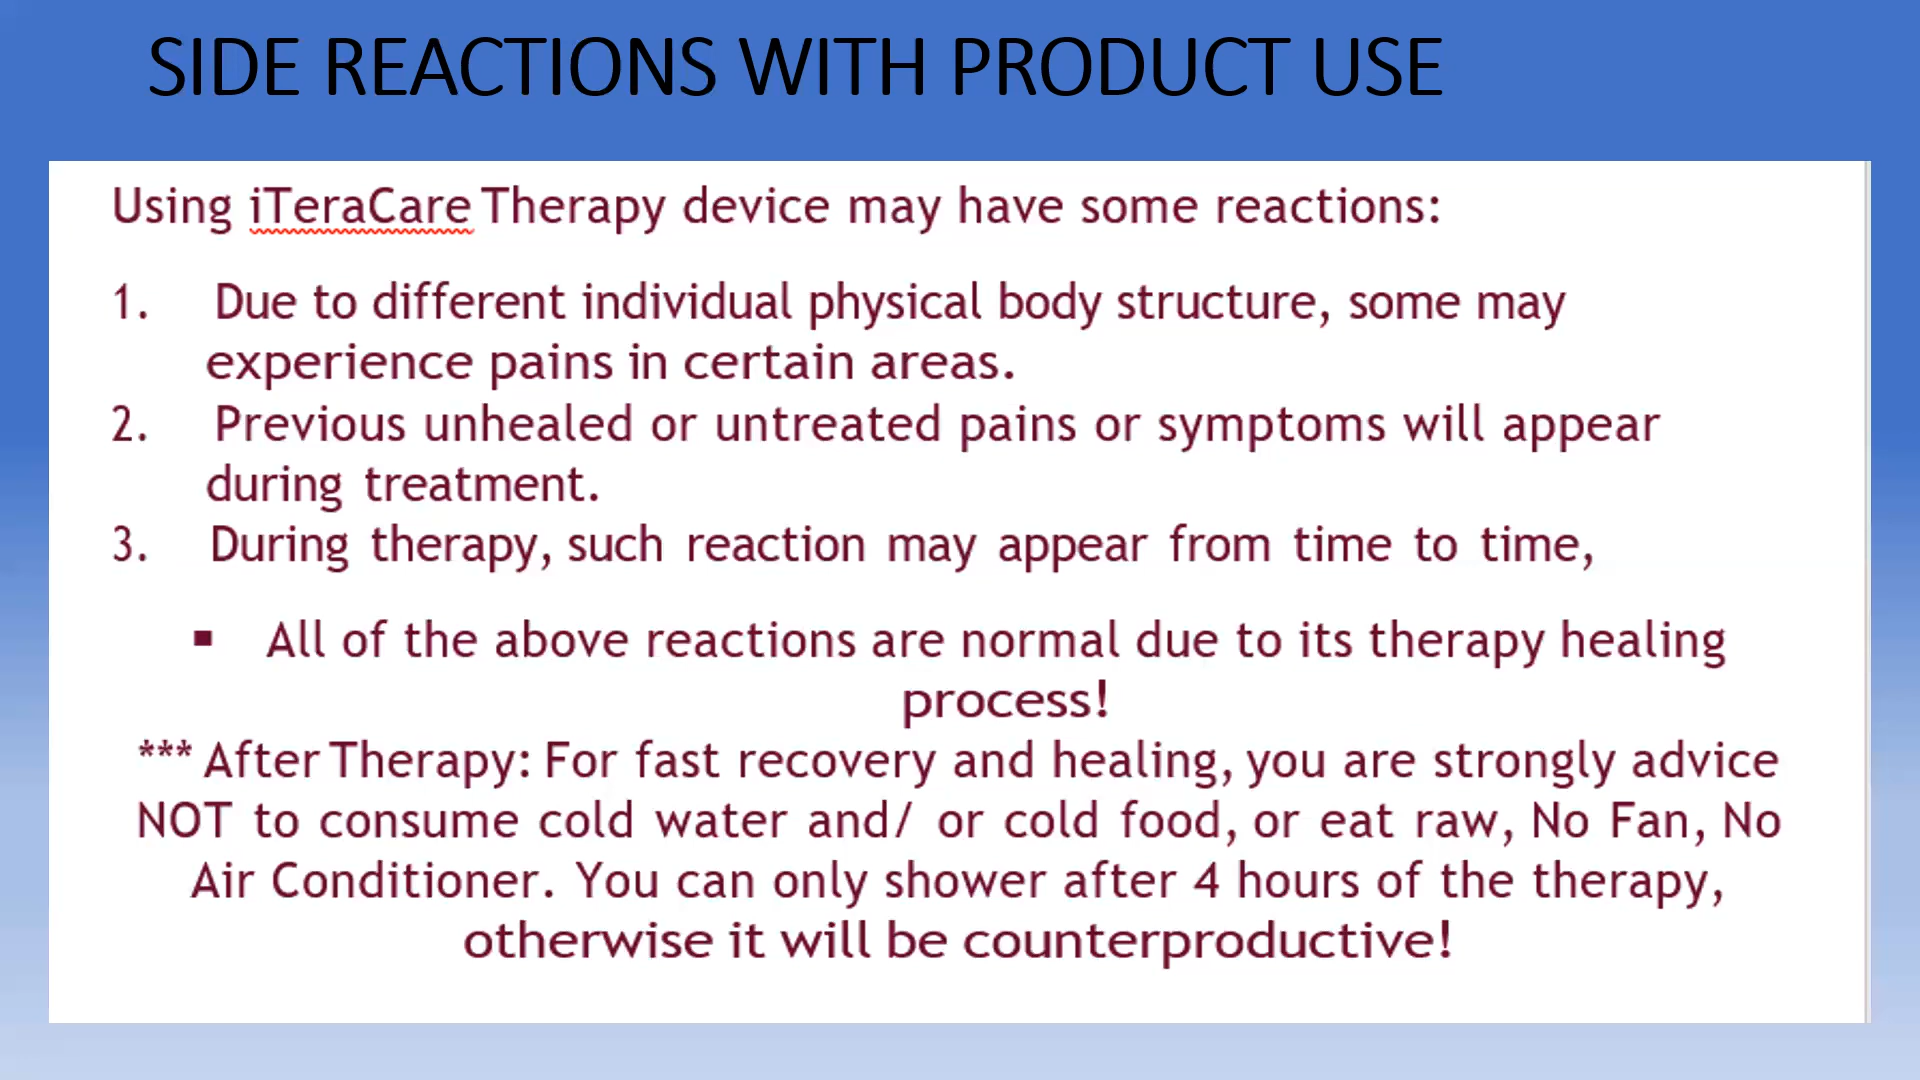 SIDE REACTIONS WITH PRODUCT USE
Using iTeraCare Therapy device may have some reactions:
1. Due to different individual physical body structure, some may
experience pains in certain areas.
2. Previous unhealed or untreated pains or symptoms will appear
during treatment.
3. During therapy, such reaction may appear from time to time,
▪ All of the above reactions are normal due to its therapy healing
process!
*** After Therapy: For fast recovery and healing, you are strongly advice
NOT to consume cold water and/ or cold food, or eat raw, No Fan, No
Air Conditioner. You can only shower after 4 hours of the therapy,
otherwise it will be counterproductive!